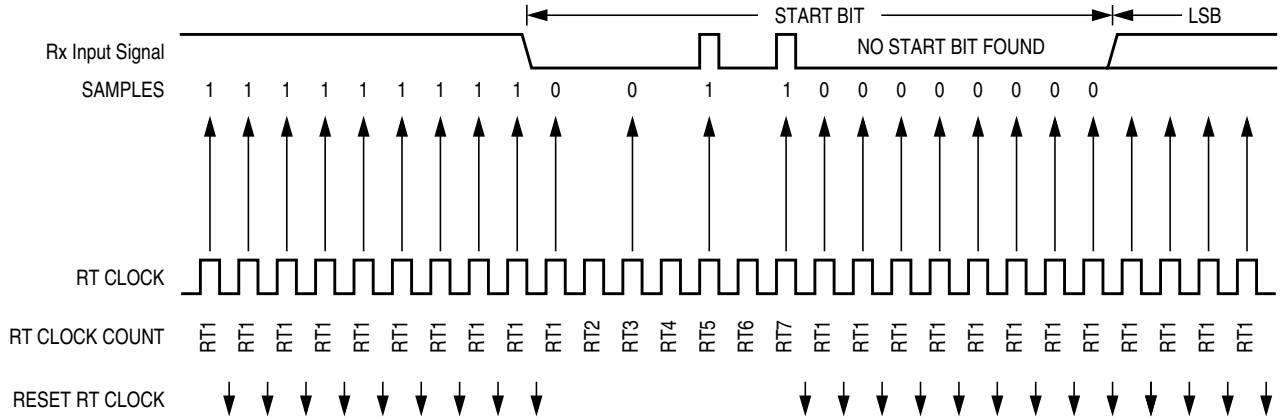 START BIT LSB
Rx Input Signal NO START BIT FOUND
SAMPLES 1 1 1 1 1 1 1 1 1 0 0 1 1 0 0 0 0 0 0 0 0
RT CLOCK
RT CLOCK COUNT RT1 RT1 RT1 RT1 RT1 RT1 RT1 RT1 RT1 RT1 RT2 RT3 RT4 RT5 RT6 RT7 RT1 RT1 RT1 RT1 RT1 RT1 RT1 RT1 RT1 RT1 RT1 RT1
RESET RT CLOCK